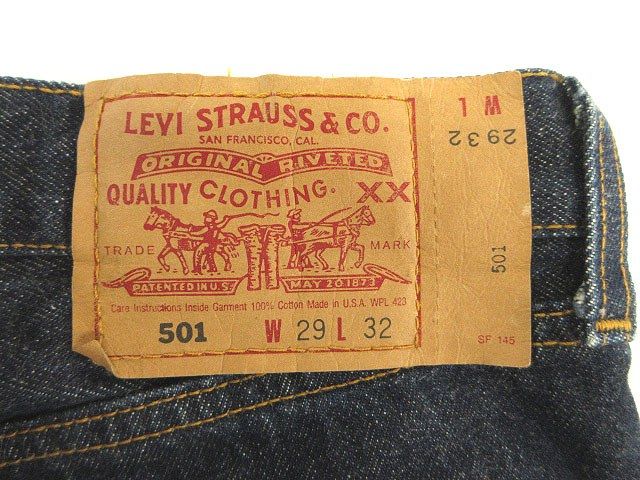 LEVI STRAUSS & CO.
SAN FRANCISCO, CAL.
ORIGINAL RIVETED
QUALITY CLOTHING. XX
TRADE MARK
PATENTED IN U.S. MAY 20 1873
Care Instructions Inside Garment 100% Cotton Made in U.S.A. WPL 423
501 W 29 L 32
1 M
29 32
501
SF 145